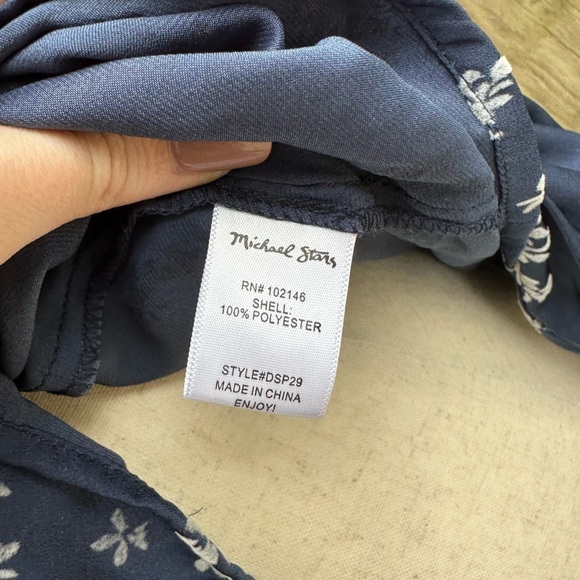 Michael Stars
RN# 102146
SHELL:
100% POLYESTER
STYLE#DSP29
MADE IN CHINA
ENJOY!